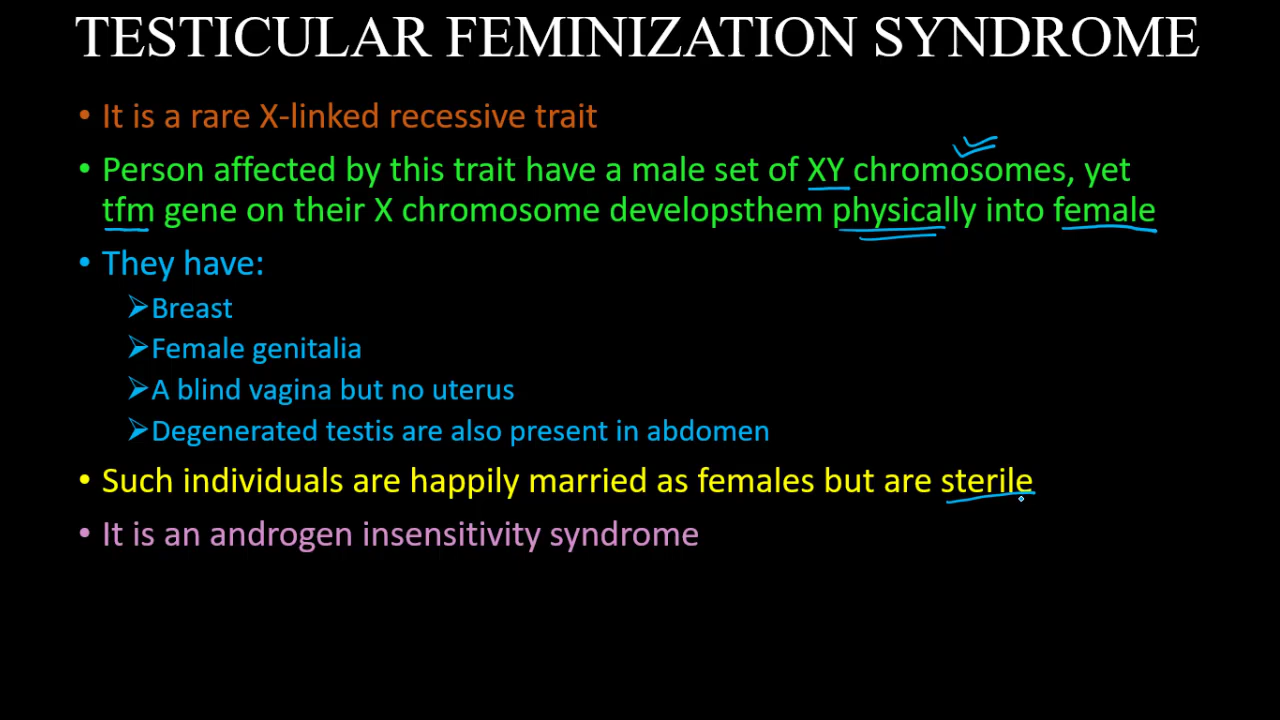 TESTICULAR FEMINIZATION SYNDROME
• It is a rare X-linked recessive trait
• Person affected by this trait have a male set of XY chromosomes, yet
tfm gene on their X chromosome developsthem physically into female
• They have:
➢Breast
➢Female genitalia
➢A blind vagina but no uterus
➢Degenerated testis are also present in abdomen
• Such individuals are happily married as females but are sterile
• It is an androgen insensitivity syndrome